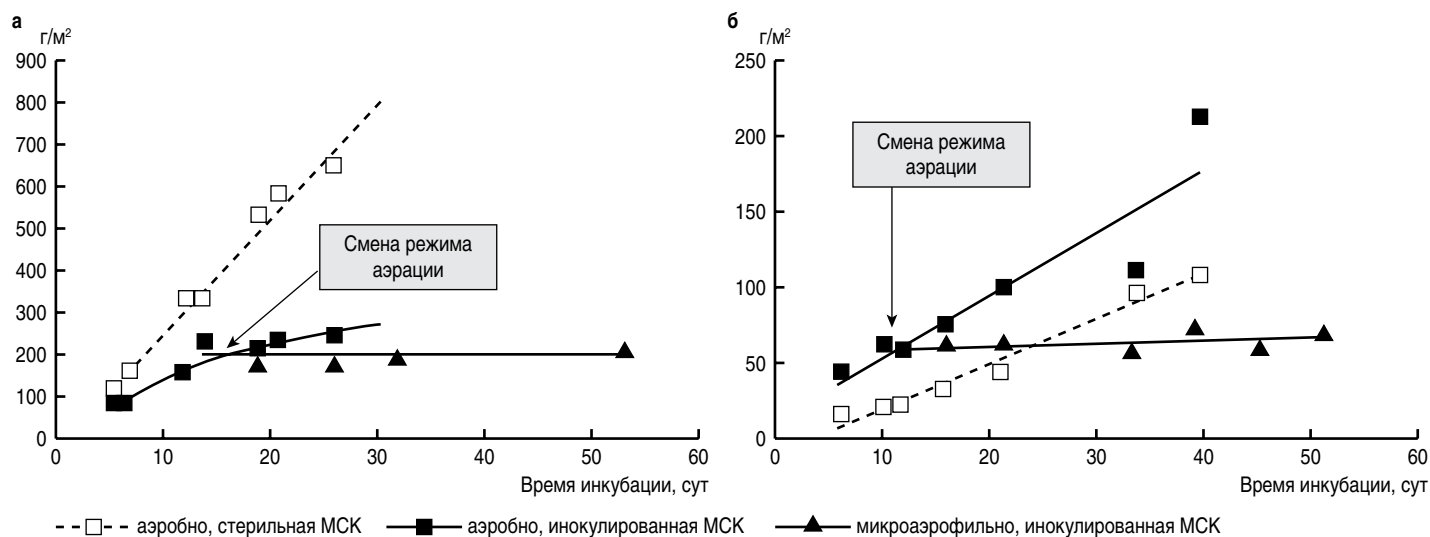 а
г/м²
900
800
700
600
500
400
300
200
100
0
0 10 20 30 40 50 60
Время инкубации, сут
Смена режима
аэрации
б
г/м²
250
200
150
100
50
0
0 10 20 30 40 50 60
Время инкубации, сут
Смена режима
аэрации
аэробно, стерильная МСК аэробно, инокулированная МСК микроаэрофильно, инокулированная МСК